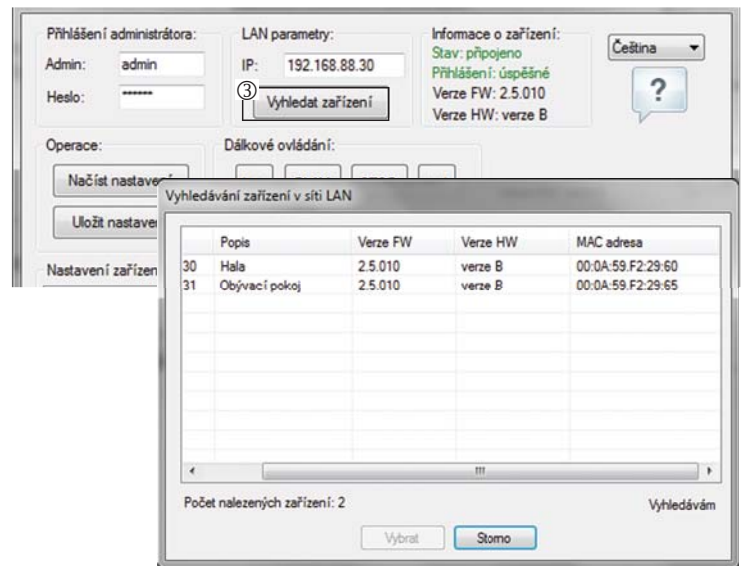 Přihlášení administrátora:
Admin: admin
Heslo: ••••••
LAN parametry:
IP: 192.168.88.30
③
Vyhledat zařízení
Informace o zařízení:
Stav: připojeno
Přihlášení: úspěšné
Verze FW: 2.5.010
Verze HW: verze B
Čeština
?
Operace:
Načíst nastavení
Uložit nastave
Dálkové ovládání:
Nastavení zařízen
Vyhledávání zařízení v síti LAN
Popis Verze FW Verze HW MAC adresa
30 Hala 2.5.010 verze B 00:0A:59.F2:29:60
31 Obývací pokoj 2.5.010 verze B 00:0A:59.F2:29:65
Počet nalezených zařízení: 2
Vyhledávám
Vybrat Storno